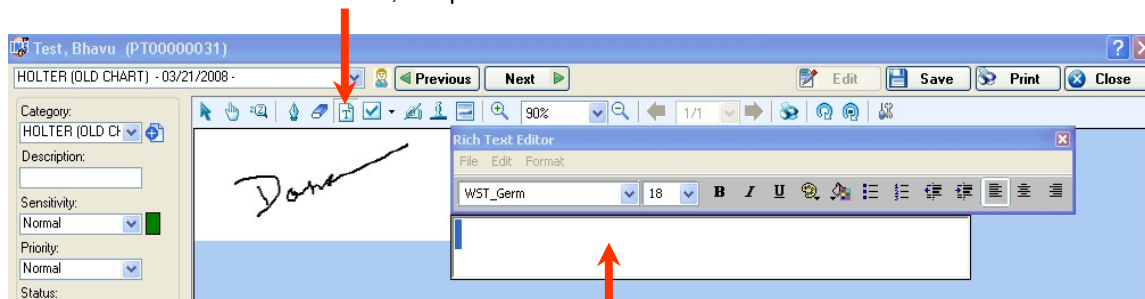 Test, Bhavu (PT00000031)
HOLTER (OLD CHART) - 03/21/2008 -
Previous Next Edit Save Print Close
Category:
HOLTER (OLD CH
Description:
Sensitivity:
Normal
Priority:
Normal
Status:
90% 1/1
Rich Text Editor
File Edit Format
WST_Germ 18 B I U